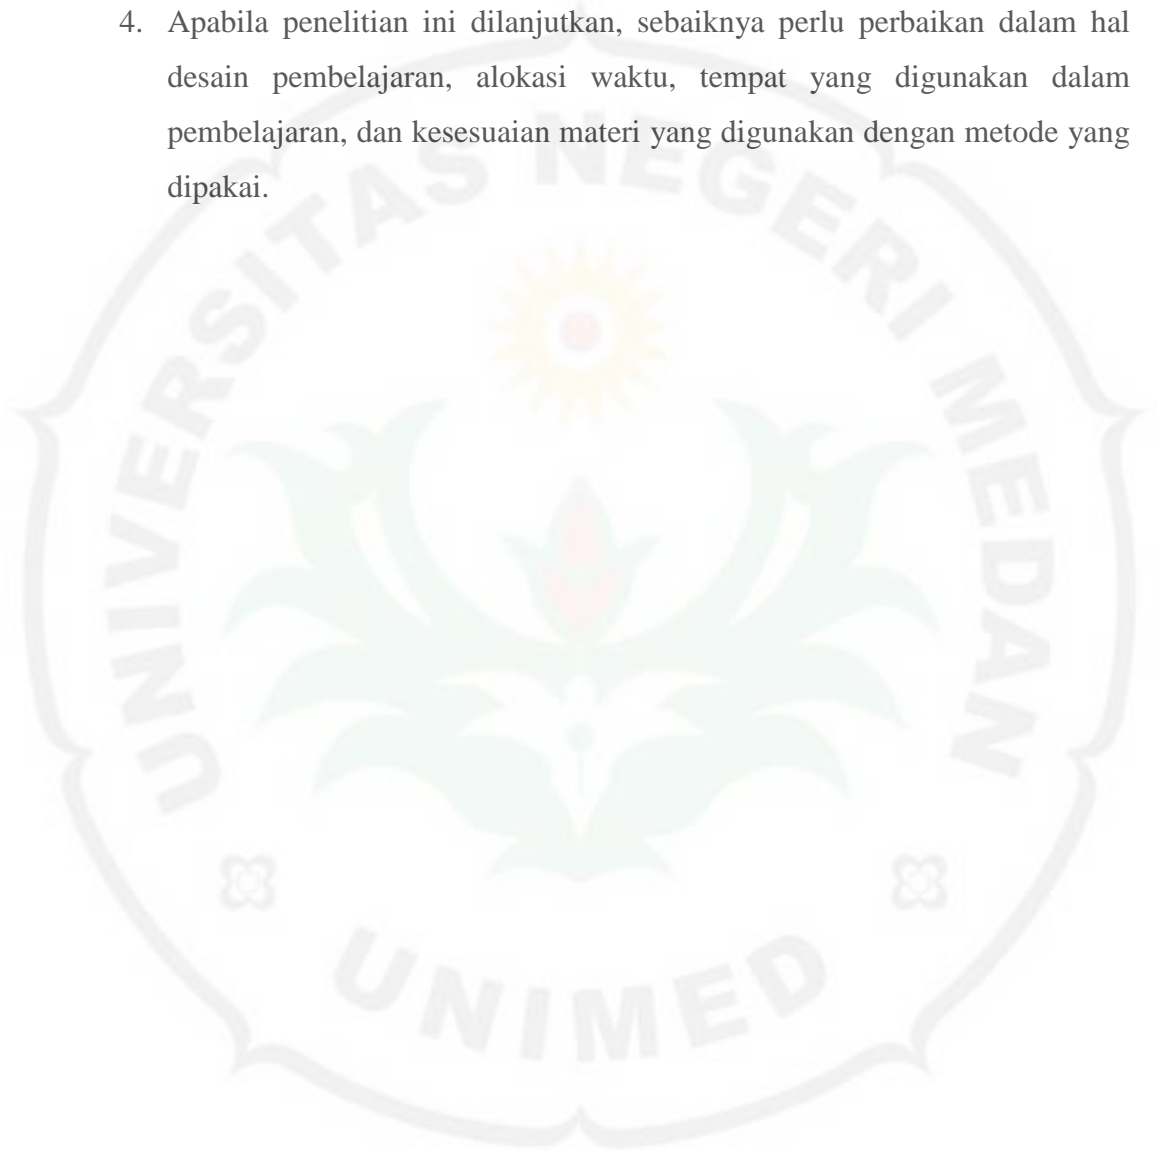 4. Apabila penelitian ini dilanjutkan, sebaiknya perlu perbaikan dalam hal
desain pembelajaran, alokasi waktu, tempat yang digunakan dalam
pembelajaran, dan kesesuaian materi yang digunakan dengan metode yang
dipakai.
UNIVERSITAS NEGERI MEDAN
UNIMED